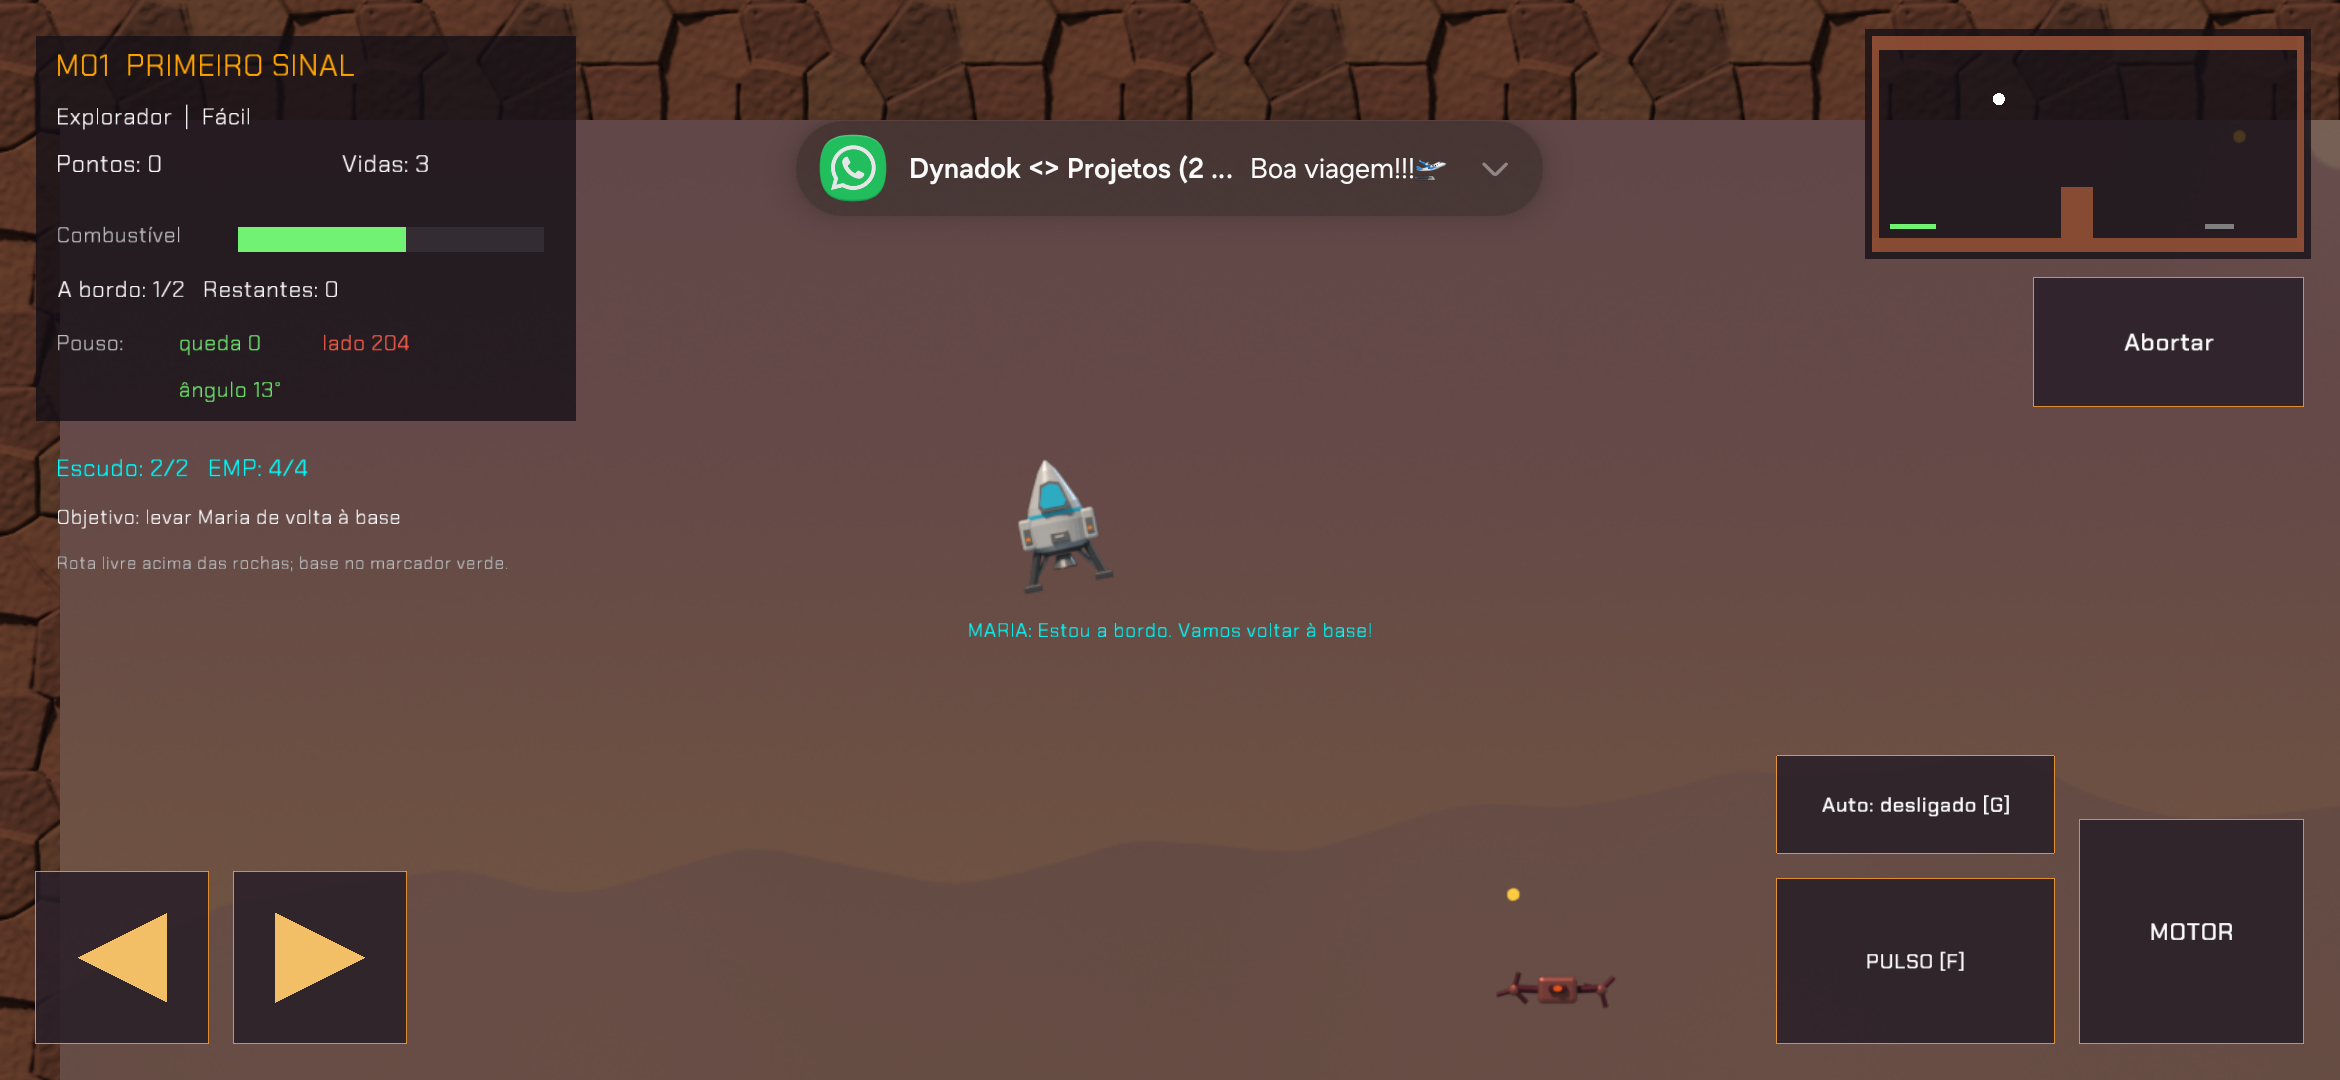 M01 PRIMEIRO SINAL
Explorador | Fácil
Pontos: 0 Vidas: 3
Combustível
A bordo: 1/2 Restantes: 0
Pouso: queda 0 lado 204
ângulo 13°
Escudo: 2/2 EMP: 4/4
Objetivo: levar Maria de volta à base
Rota livre acima das rochas; base no marcador verde.
Dynadok <> Projetos (2 ... Boa viagem!!!🛫
Abortar
MARIA: Estou a bordo. Vamos voltar à base!
Auto: desligado [G]
PULSO [F]
MOTOR